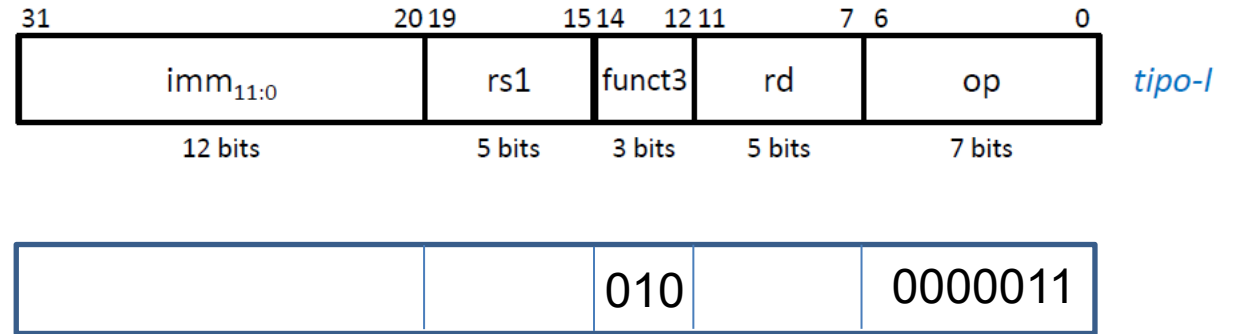 31 20 19 15 14 12 11 7 6 0
imm11:0 rs1 funct3 rd op tipo-I
12 bits 5 bits 3 bits 5 bits 7 bits
010 0000011